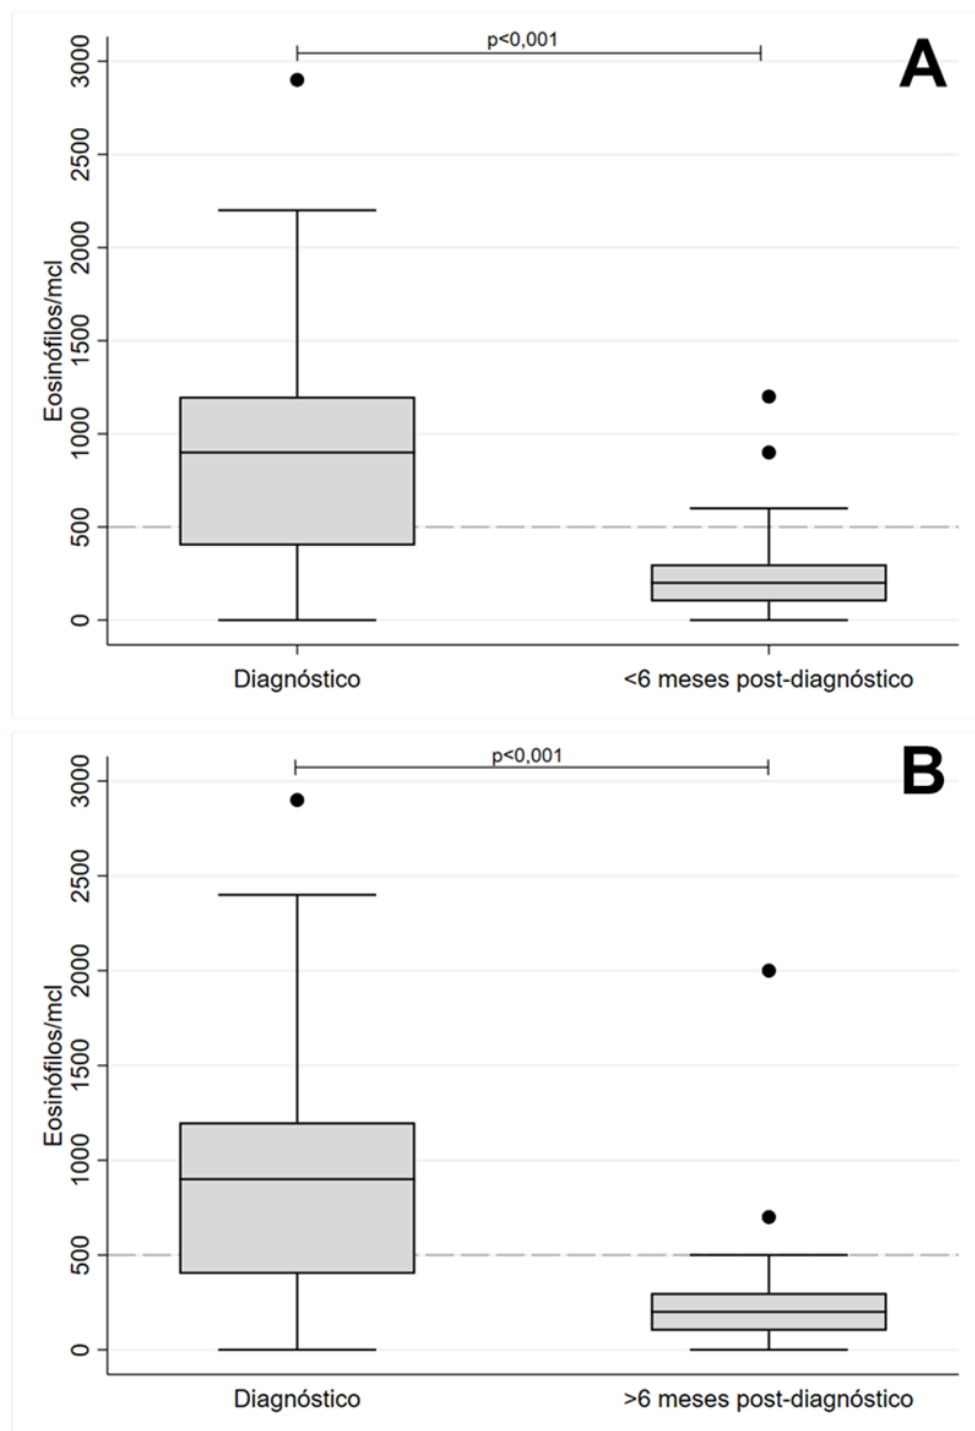 p<0,001
A
3000
2500
2000
1500
1000
500
0
Eosinófilos/mcl
Diagnóstico
<6 meses post-diagnóstico
p<0,001
B
3000
2500
2000
1500
1000
500
0
Eosinófilos/mcl
Diagnóstico
>6 meses post-diagnóstico